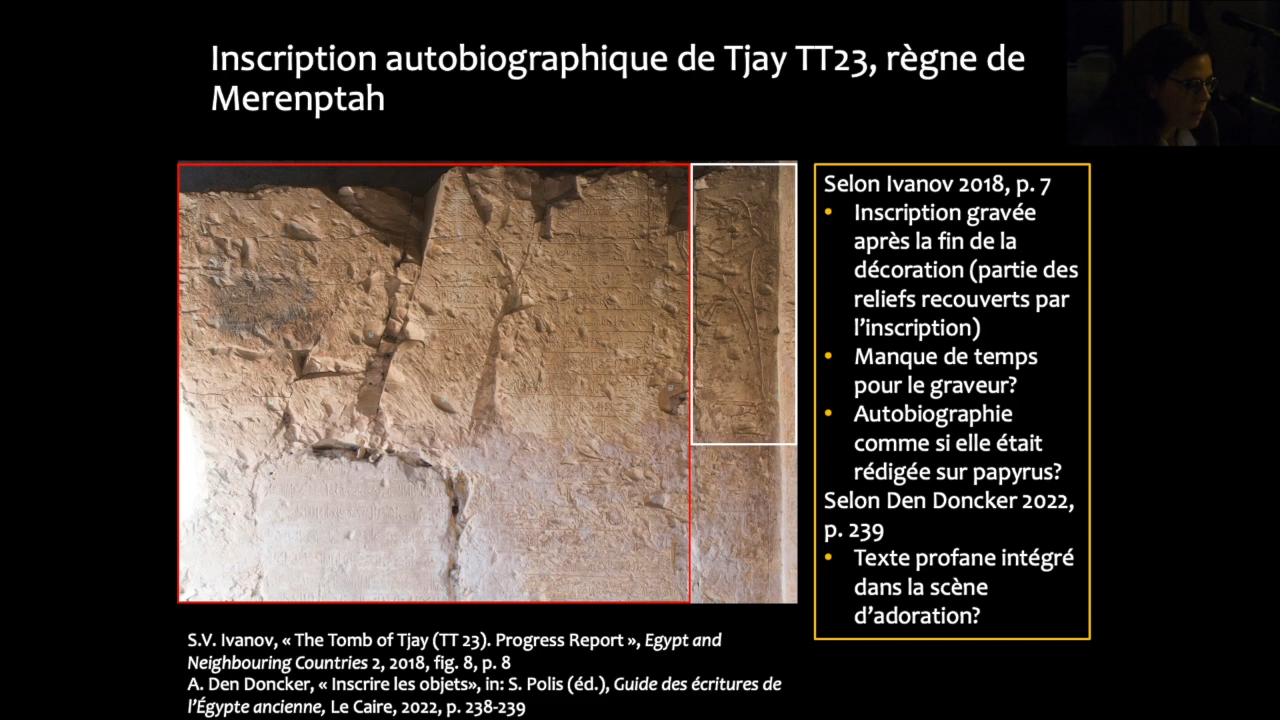 Inscription autobiographique de Tjay TT23, règne de
Merenptah
Selon Ivanov 2018, p. 7
• Inscription gravée
après la fin de la
décoration (partie des
reliefs recouverts par
l’inscription)
• Manque de temps
pour le graveur?
• Autobiographie
comme si elle était
rédigée sur papyrus?
Selon Den Doncker 2022,
p. 239
• Texte profane intégré
dans la scène
d’adoration?
S.V. Ivanov, « The Tomb of Tjay (TT 23). Progress Report », Egypt and
Neighbouring Countries 2, 2018, fig. 8, p. 8
A. Den Doncker, « Inscrire les objets», in: S. Polis (éd.), Guide des écritures de
l’Égypte ancienne, Le Caire, 2022, p. 238-239